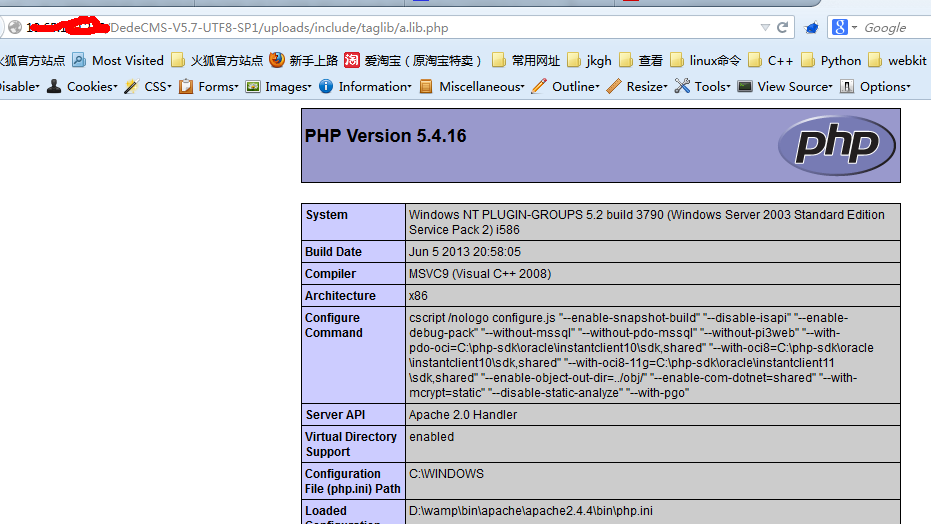 /DedeCMS-V5.7-UTF8-SP1/uploads/include/taglib/a.lib.php
Google
火狐官方站点 Most Visited 火狐官方站点 新手上路 爱淘宝（原淘宝特卖） 常用网址 jkgh 查看 linux命令 C++ Python webkit
Disable Cookies CSS Forms Images Information Miscellaneous Outline Resize Tools View Source Options
PHP Version 5.4.16
php
System
Windows NT PLUGIN-GROUPS 5.2 build 3790 (Windows Server 2003 Standard Edition
Service Pack 2) i586
Build Date
Jun 5 2013 20:58:05
Compiler
MSVC9 (Visual C++ 2008)
Architecture
x86
Configure
Command
cscript /nologo configure.js "--enable-snapshot-build" "--disable-isapi" "--enable-
debug-pack" "--without-mssql" "--without-pdo-mssql" "--without-pi3web" "--with-
pdo-oci=C:\php-sdk\oracle\instantclient10\sdk,shared" "--with-oci8=C:\php-sdk\oracle
\instantclient10\sdk,shared" "--with-oci8-11g=C:\php-sdk\oracle\instantclient11
\sdk,shared" "--enable-object-out-dir=../obj/" "--enable-com-dotnet=shared" "--with-
mcrypt=static" "--disable-static-analyze" "--with-pgo"
Server API
Apache 2.0 Handler
Virtual Directory
Support
enabled
Configuration
File (php.ini) Path
C:\WINDOWS
Loaded
Configuration
D:\wamp\bin\apache\apache2.4.4\bin\php.ini